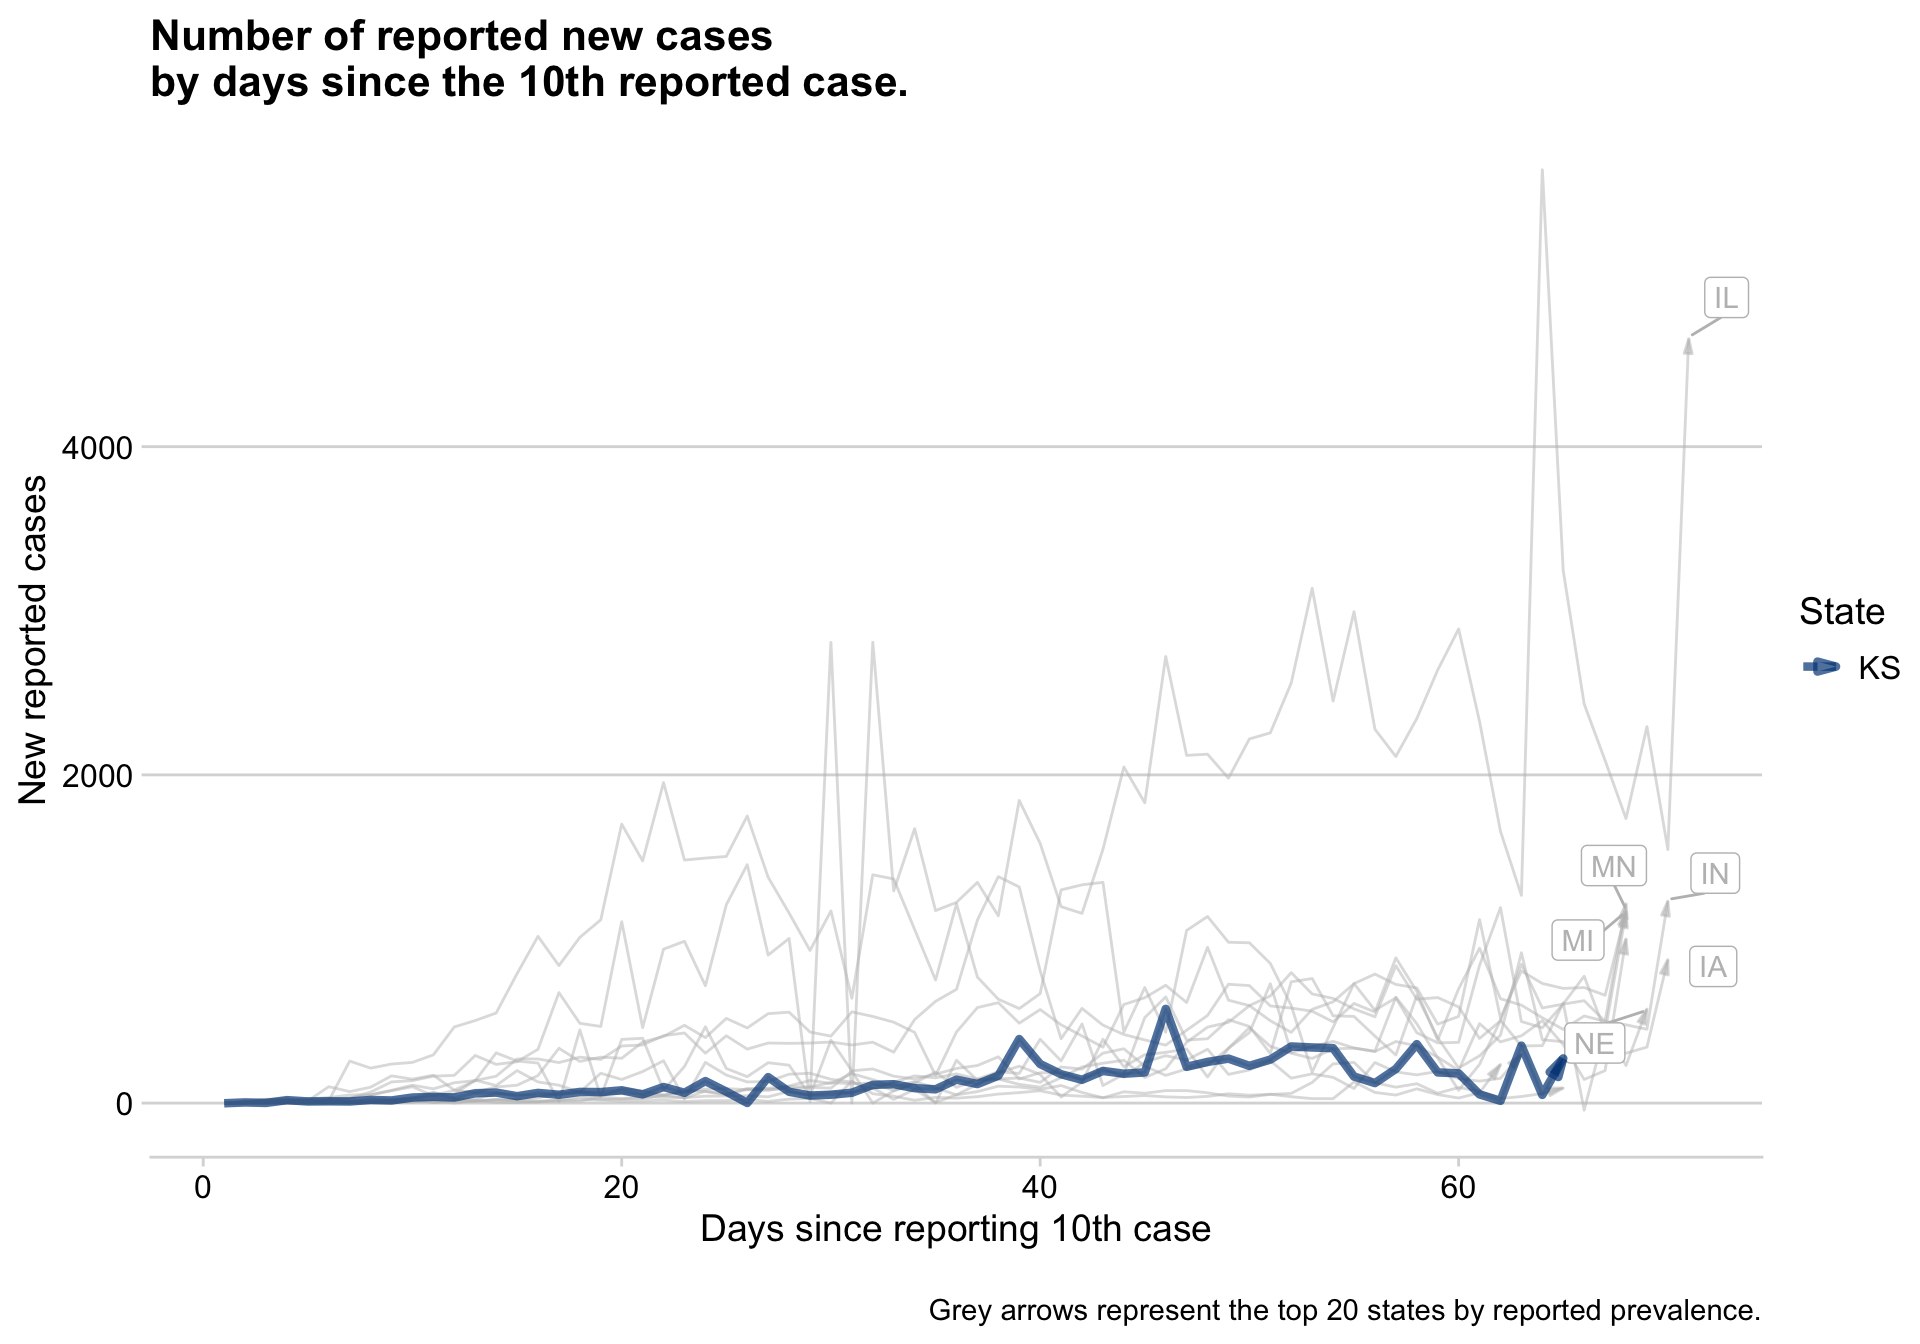 Number of reported new cases
by days since the 10th reported case.
IL
4000
New reported cases
State
KS
2000
MN
IN
MI
IA
NE
0
0
20
40
60
Days since reporting 10th case
Grey arrows represent the top 20 states by reported prevalence.